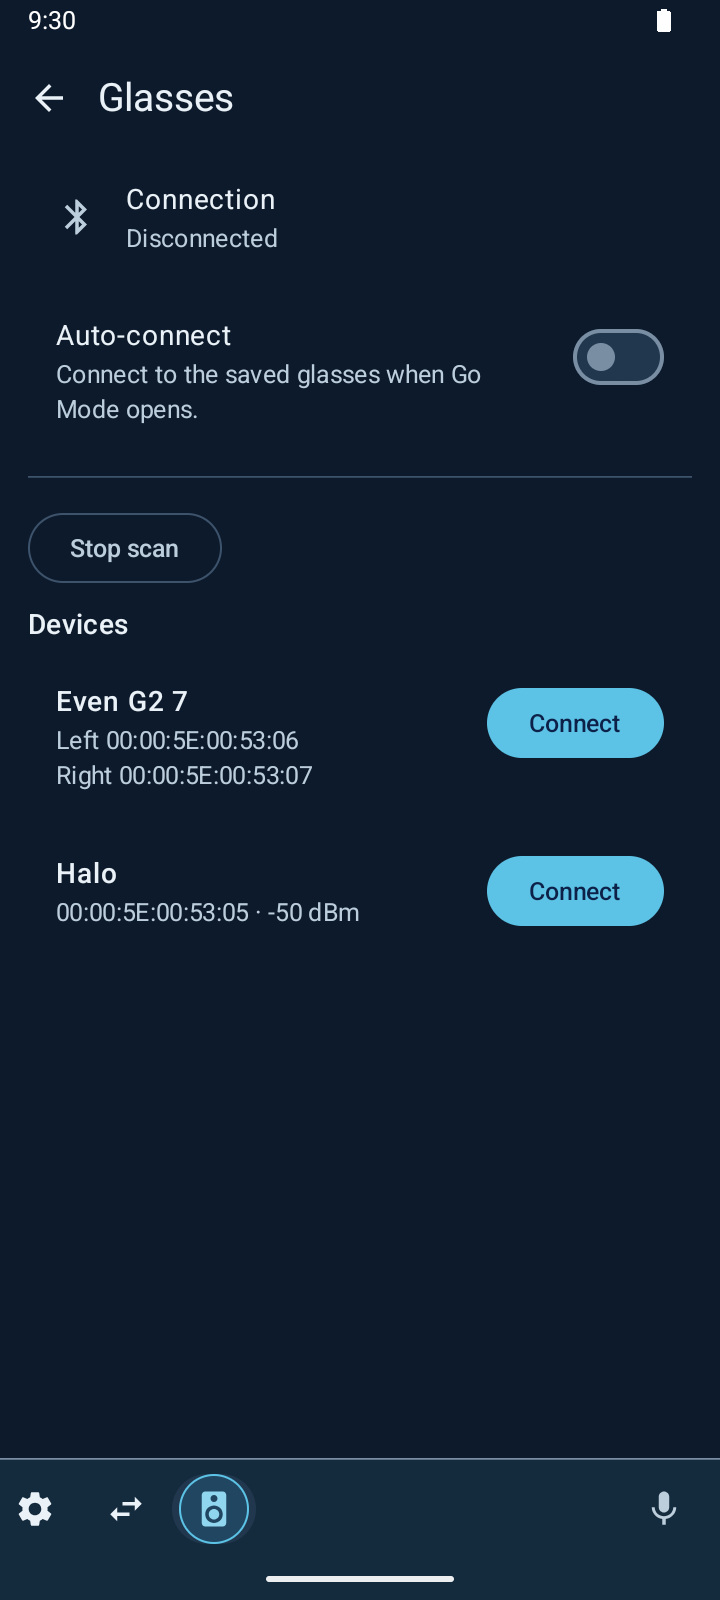 9:30
Glasses
Connection
Disconnected
Auto-connect
Connect to the saved glasses when Go
Mode opens.
Stop scan
Devices
Even G2 7
Left 00:00:5E:00:53:06
Right 00:00:5E:00:53:07
Connect
Halo
00:00:5E:00:53:05 · -50 dBm
Connect